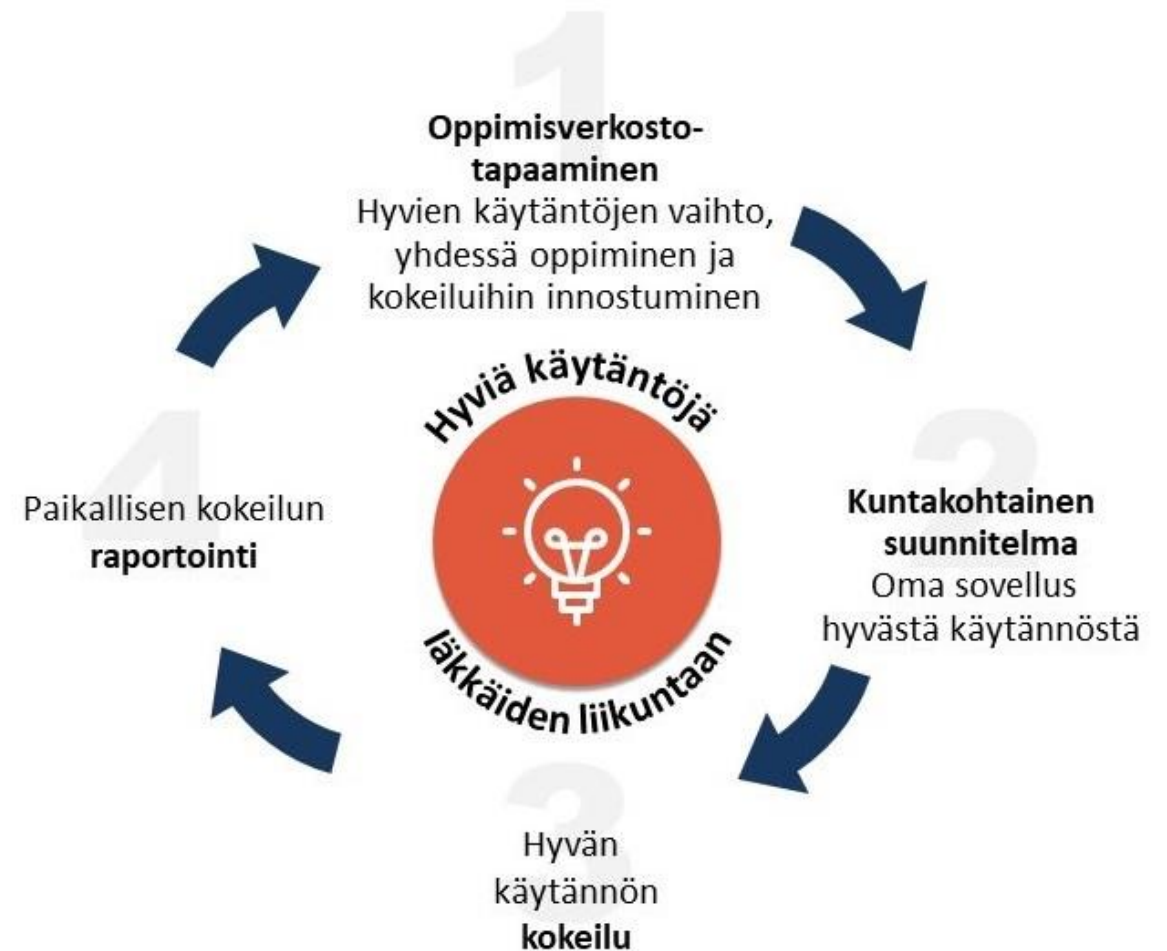 1
Oppimisverkosto-
tapaaminen
Hyvien käytäntöjen vaihto,
yhdessä oppiminen ja
kokeiluihin innostuminen
2
Kuntakohtainen
suunnitelma
Oma sovellus
hyvästä käytännöstä
3
Hyvän
käytännön
kokeilu
4
Paikallisen kokeilun
raportointi
Hyviä käytäntöjä
läkkäiden liikuntaan